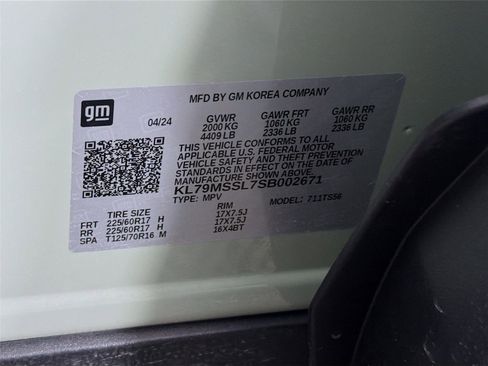 MFD BY GM KOREA COMPANY
gm
04/24
GVWR GAWR FRT GAWR RR
2000 KG 1060 KG 1060 KG
4409 LB 2336 LB 2336 LB
THIS VEHICLE CONFORMS TO ALL
APPLICABLE U.S. FEDERAL MOTOR
VEHICLE SAFETY AND THEFT PREVENTION
STANDARDS IN EFFECT ON THE DATE OF
MANUFACTURE SHOWN ABOVE.
KL79MSSL7SB002671
TYPE: MPV MODEL: 711TS56
TIRE SIZE RIM
FRT 225/60R17 H 17X7.5J
RR 225/60R17 H 17X7.5J
SPA T125/70R16 M 16X4BT